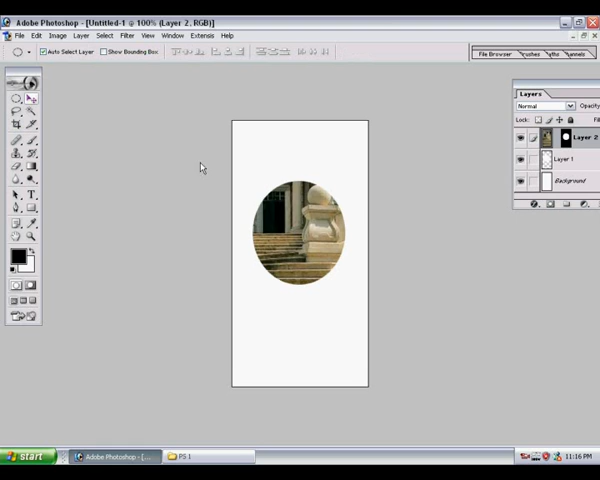 Adobe Photoshop - [Untitled-1 @ 100% (Layer 2, RGB)]
File Edit Image Layer Select Filter View Window Extensis Help
Auto Select Layer Show Bounding Box
File Browser
Layers
Normal Opacity
Lock:
Layer 2
Layer 1
Background
start Adobe Photoshop - [... PS 1 11:16 PM